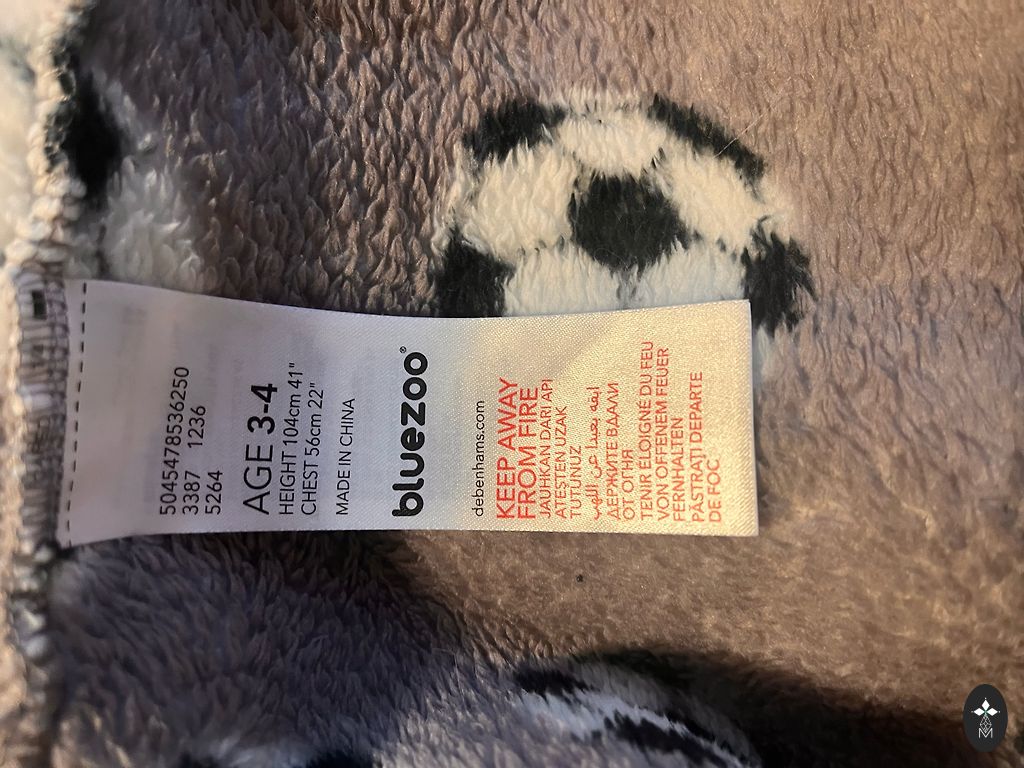 5045478536250
3387 1236
5264
AGE 3-4
HEIGHT 104cm 41"
CHEST 56cm 22"
MADE IN CHINA
bluezoo®
debenhams.com
KEEP AWAY
FROM FIRE
JAUHKAN DARI API
ATEŞTEN UZAK
TUTUNUZ
ابقه بعيدا عن اللهب
ДЕРЖИТЕ ВДАЛИ
ОТ ОГНЯ
TENIR ÉLOIGNÉ DU FEU
VON OFFENEM FEUER
FERNHALTEN
PĂSTRAŢI DEPARTE
DE FOC
M